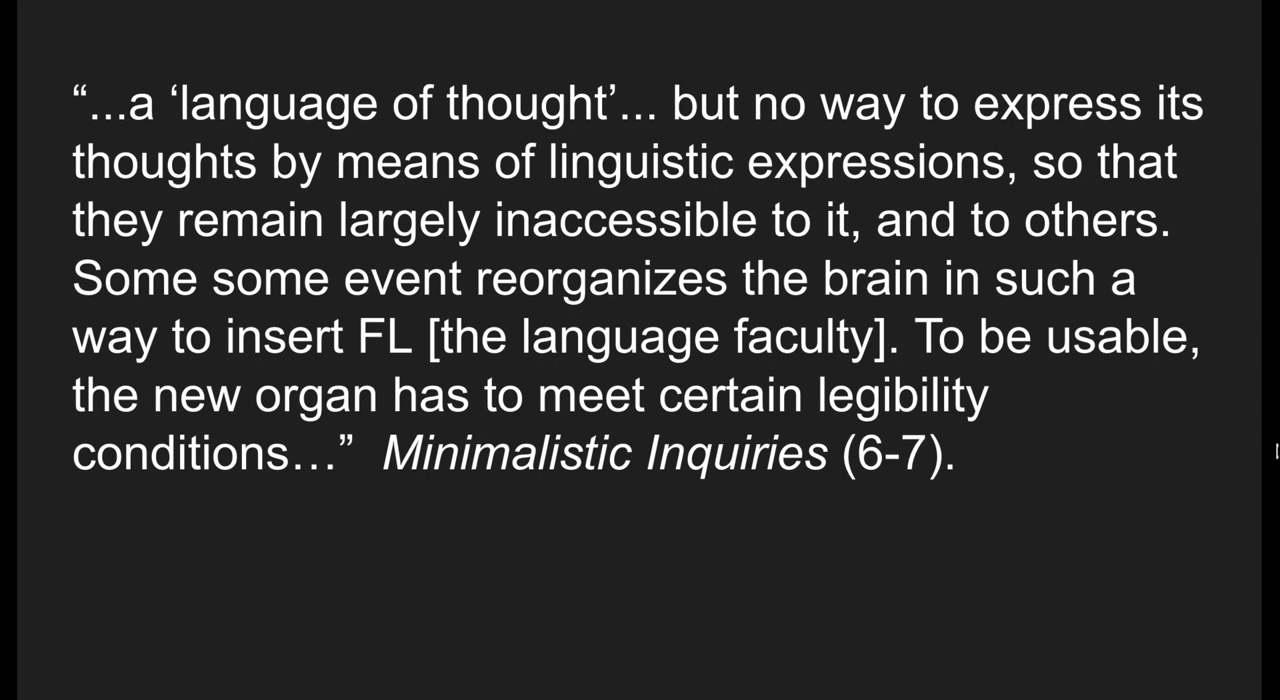 “...a ‘language of thought’... but no way to express its
thoughts by means of linguistic expressions, so that
they remain largely inaccessible to it, and to others.
Some some event reorganizes the brain in such a
way to insert FL [the language faculty]. To be usable,
the new organ has to meet certain legibility
conditions…” Minimalistic Inquiries (6-7).